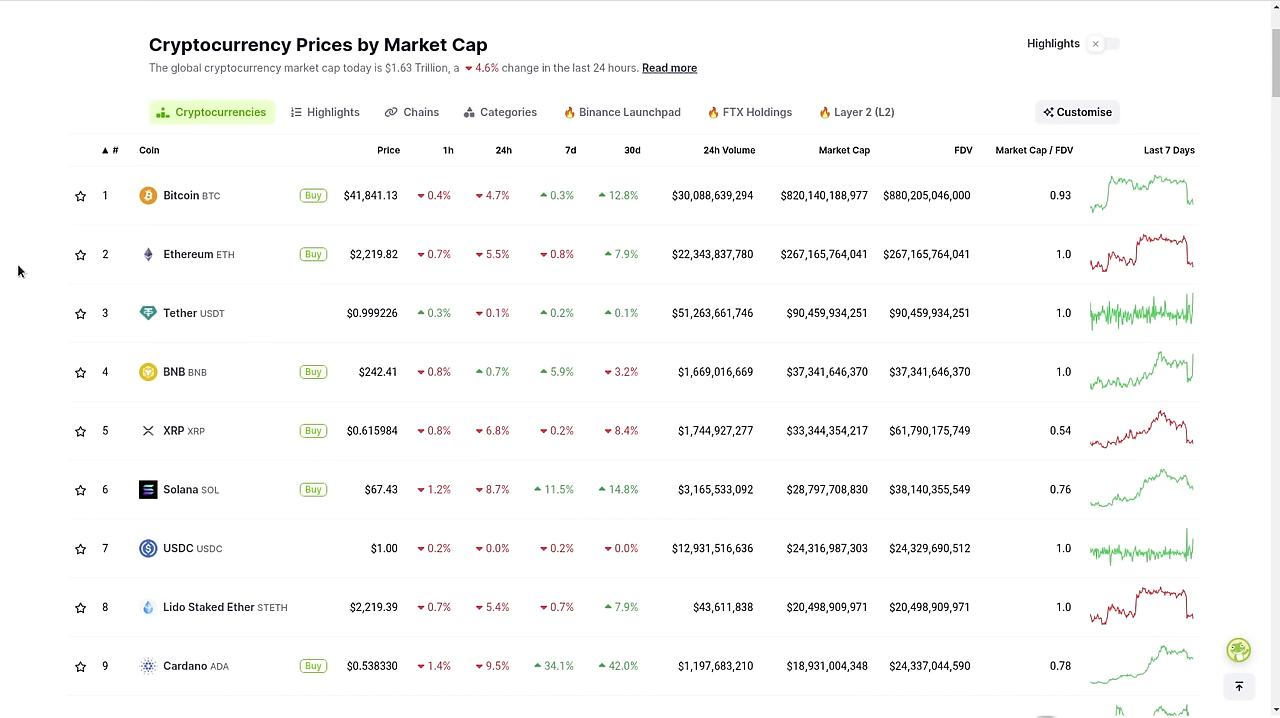 Cryptocurrency Prices by Market Cap
Highlights
The global cryptocurrency market cap today is $1.63 Trillion, a 4.6% change in the last 24 hours. Read more
Cryptocurrencies Highlights Chains Categories Binance Launchpad FTX Holdings Layer 2 (L2) Customise
# Coin Price 1h 24h 7d 30d 24h Volume Market Cap FDV Market Cap / FDV Last 7 Days
1 Bitcoin BTC Buy $41,841.13 0.4% 4.7% 0.3% 12.8% $30,088,639,294 $820,140,188,977 $880,205,046,000 0.93
2 Ethereum ETH Buy $2,219.82 0.7% 5.5% 0.8% 7.9% $22,343,837,780 $267,165,764,041 $267,165,764,041 1.0
3 Tether USDT $0.999226 0.3% 0.1% 0.2% 0.1% $51,263,661,746 $90,459,934,251 $90,459,934,251 1.0
4 BNB BNB Buy $242.41 0.8% 0.7% 5.9% 3.2% $1,669,016,669 $37,341,646,370 $37,341,646,370 1.0
5 XRP XRP Buy $0.615984 0.8% 6.8% 0.2% 8.4% $1,744,927,277 $33,344,354,217 $61,790,175,749 0.54
6 Solana SOL Buy $67.43 1.2% 8.7% 11.5% 14.8% $3,165,533,092 $28,797,708,830 $38,140,355,549 0.76
7 USDC USDC $1.00 0.2% 0.0% 0.2% 0.0% $12,931,516,636 $24,316,987,303 $24,329,690,512 1.0
8 Lido Staked Ether STETH $2,219.39 0.7% 5.4% 0.7% 7.9% $43,611,838 $20,498,909,971 $20,498,909,971 1.0
9 Cardano ADA Buy $0.538330 1.4% 9.5% 34.1% 42.0% $1,197,683,210 $18,931,004,848 $24,337,044,590 0.78